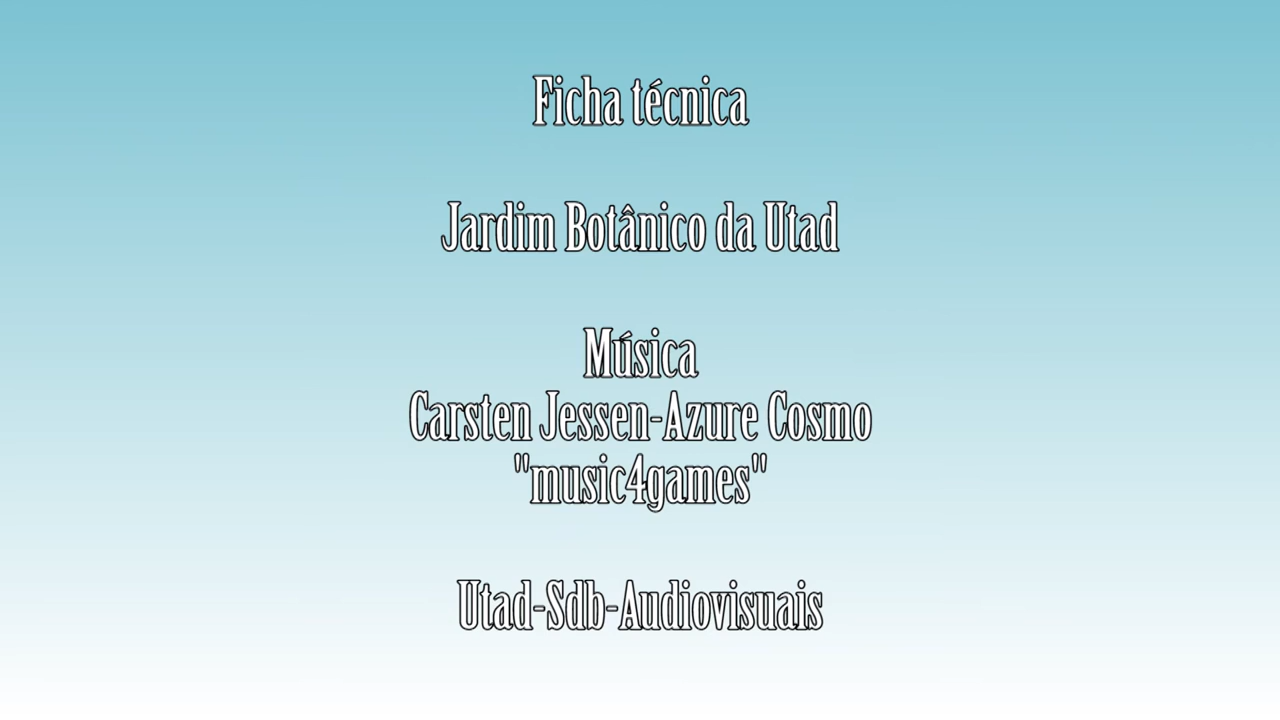 Ficha técnica
Jardim Botânico da Utad
Música
Carsten Jessen-Azure Cosmo
"music4games"
Utad-Sdb-Audiovisuais